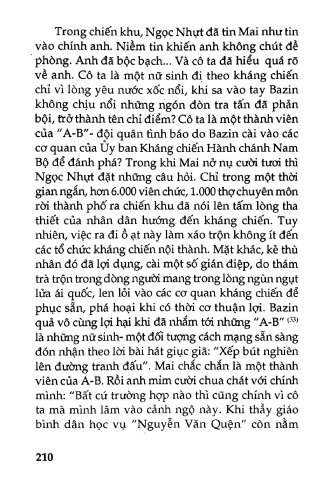 Trong chiến khu, Ngọc Nhựt đã tin Mai như tin
vào chính anh. Niềm tin khiến anh không chút đề
phòng. Anh đã bộc bạch... Và cô ta đã hiểu quá rõ
về anh. Cô ta là một nữ sinh đi theo kháng chiến
chỉ vì lòng yêu nước xốc nổi, khi sa vào tay Bazin
không chịu nổi những ngón đòn tra tấn đã phản
bội, trở thành tên chỉ điểm? Cô ta là một thành viên
của "A-B"- đội quân tình báo do Bazin cài vào các
cơ quan của Ủy ban Kháng chiến Hành chánh Nam
Bộ để đánh phá? Trong khi Mai nở nụ cười tươi thì
Ngọc Nhựt đặt những câu hỏi. Chỉ trong một thời
gian ngắn, hơn 6.000 viên chức, 1.000 thợ chuyên môn
rời thành phố ra chiến khu đã nói lên tấm lòng tha
thiết của nhân dân hướng đến kháng chiến. Tuy
nhiên, việc ra đi ồ ạt này làm xáo trộn không ít đến
các tổ chức kháng chiến nội thành. Mặt khác, kẻ thù
nhân đó đã lợi dụng, cài một số gián điệp, do thám
trà trộn trong dòng người mang trong lòng ngùn ngụt
lửa ái quốc, len lỏi vào các cơ quan kháng chiến để
phục sẵn, phá hoại khi có thời cơ thuận lợi. Bazin
quả vô cùng lợi hại khi đã nhắm tới những "A-B" (33)
là những nữ sinh- một đối tượng cách mạng sẵn sàng
đón nhận theo lời bài hát giục giã: "Xếp bút nghiên
lên đường tranh đấu". Mai chắc chắn là một thành
viên của A-B. Rồi anh mỉm cười chua chát với chính
mình: "Bất cứ trường hợp nào thì cũng chính vì cô
ta mà mình lâm vào cảnh ngộ này. Khi thầy giáo
bình dân học vụ "Nguyễn Văn Quện" còn nằm
210